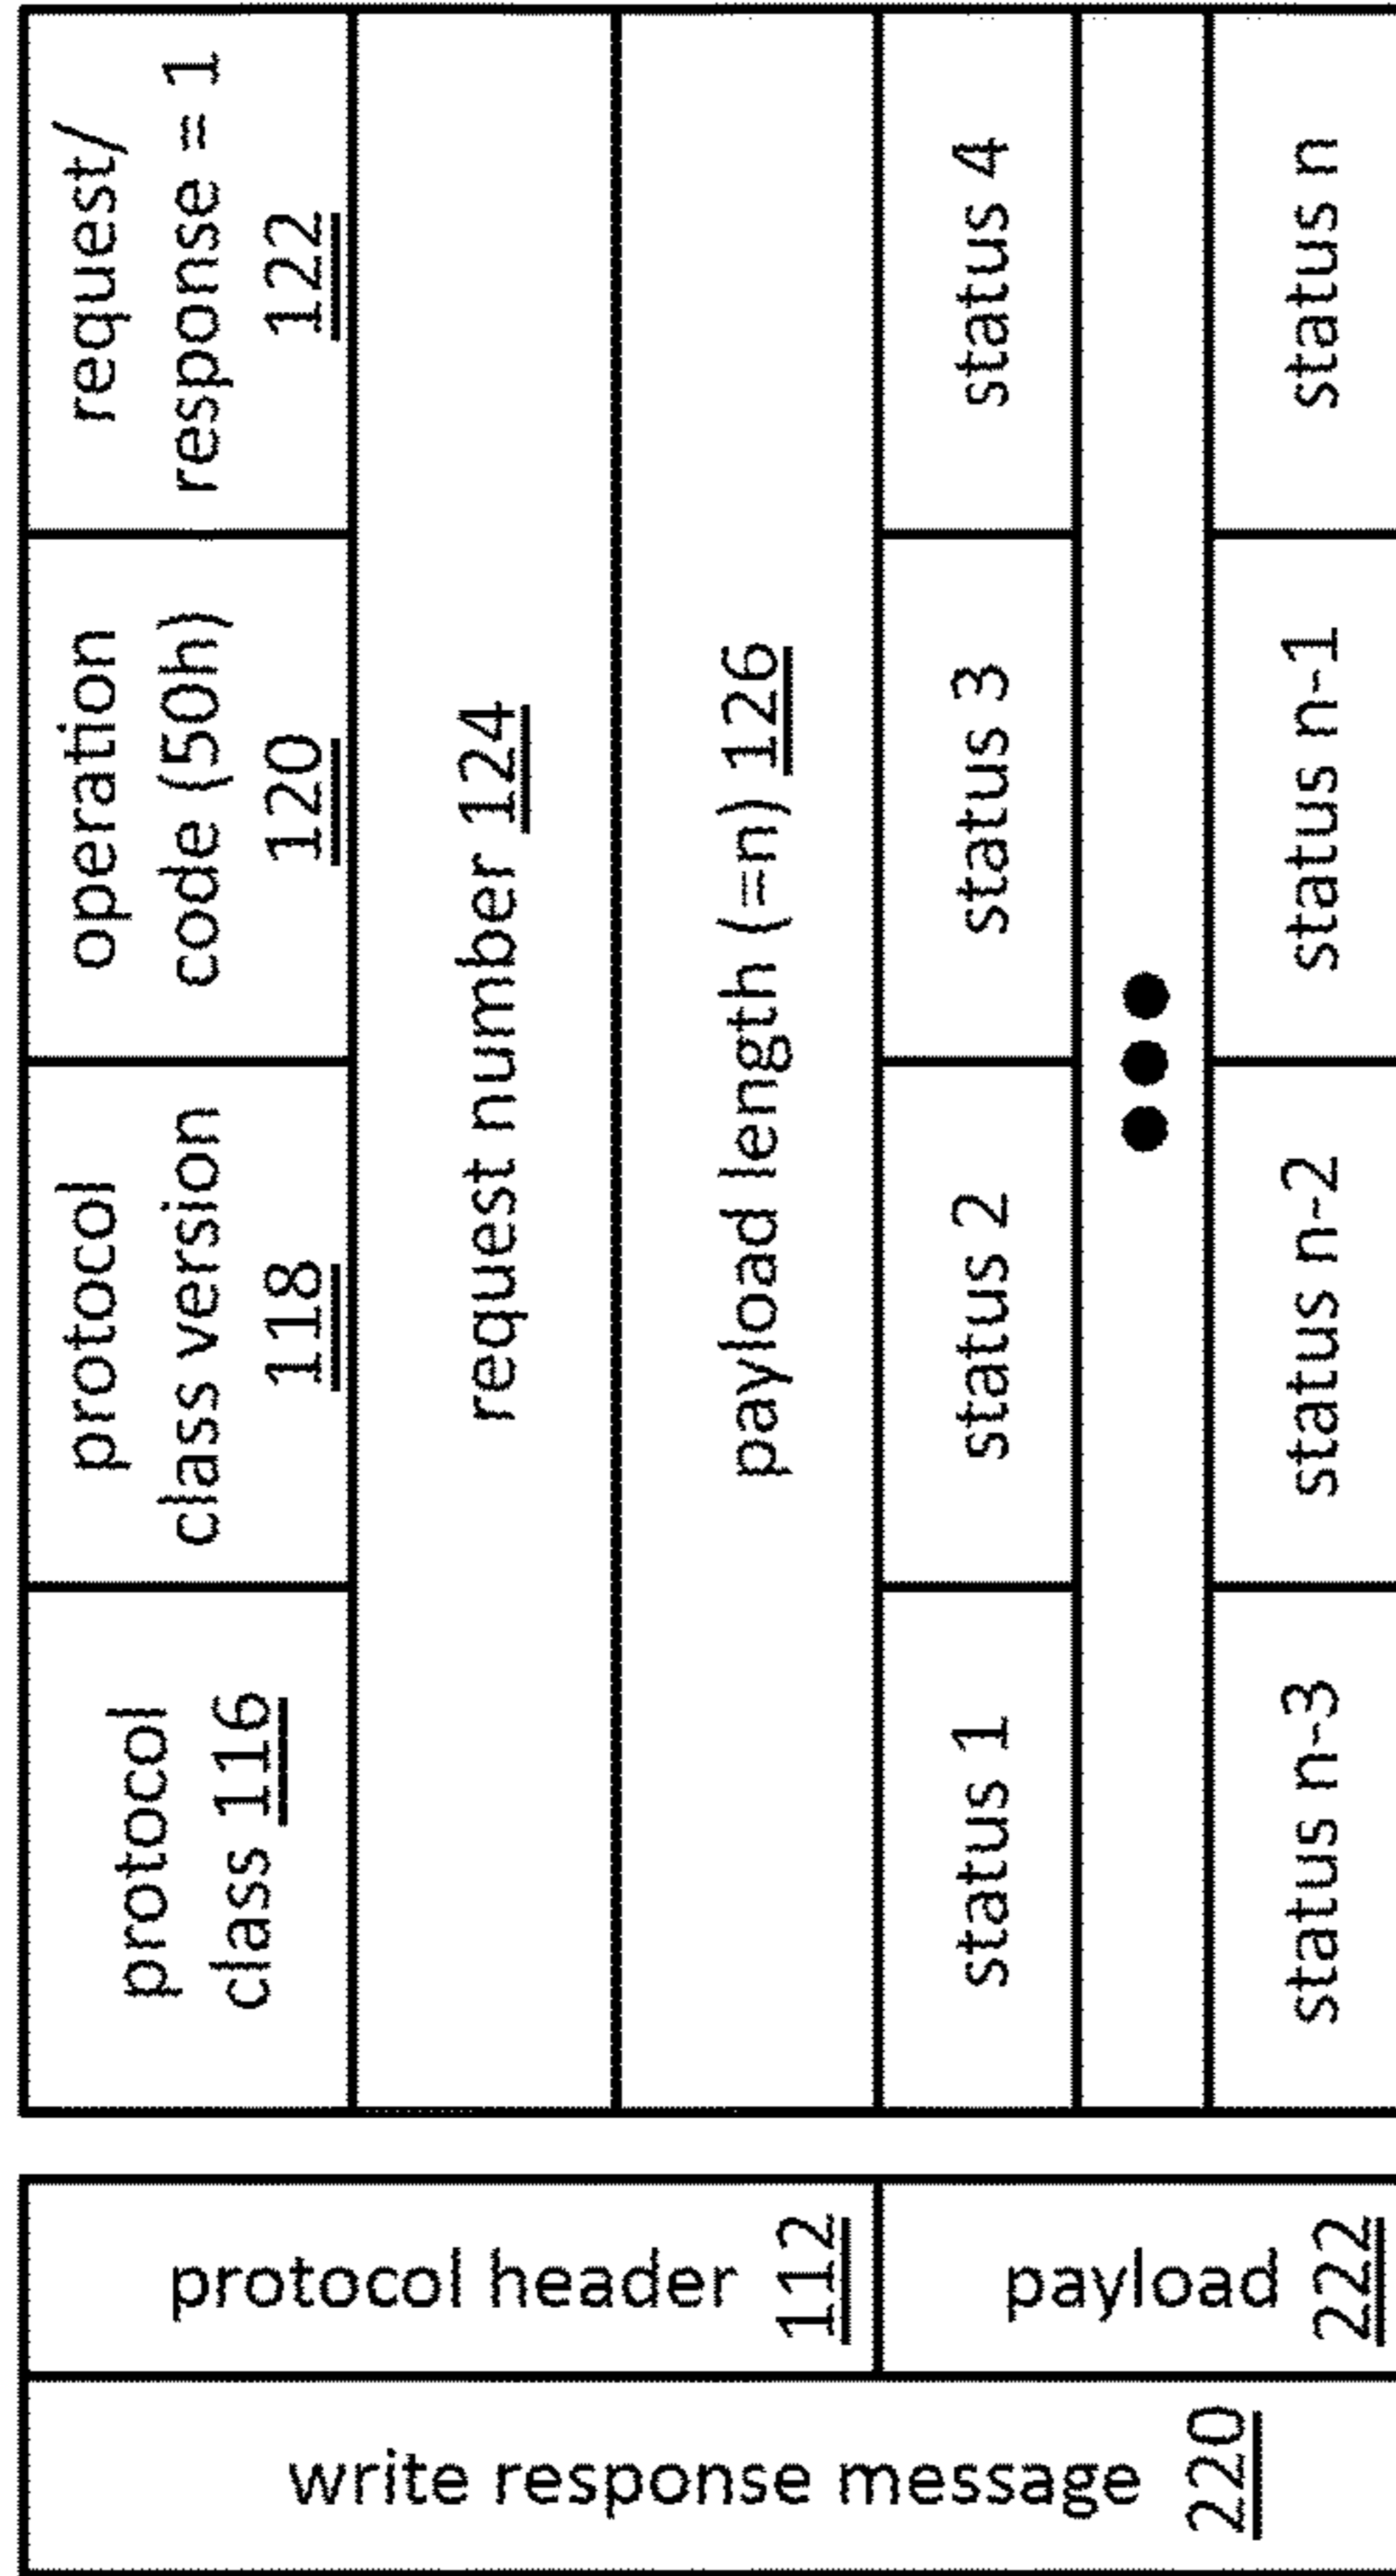 write response message 220
protocol header 112
payload 222
protocol
class 116
protocol
class version
118
operation
code (50h)
120
request/
response = 1
122
request number 124
payload length (=n) 126
status 1
status 2
status 3
status 4
status n-3
status n-2
status n-1
status n